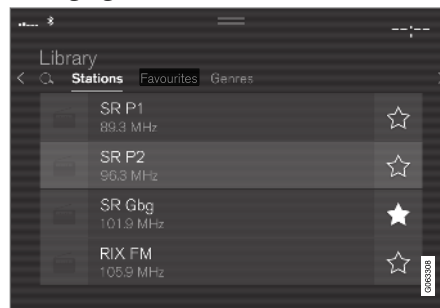 --:--
Library
Stations Favourites Genres
SR P1
89.3 MHz
SR P2
96.3 MHz
SR Gbg
101.9 MHz
RIX FM
105.9 MHz
G063308